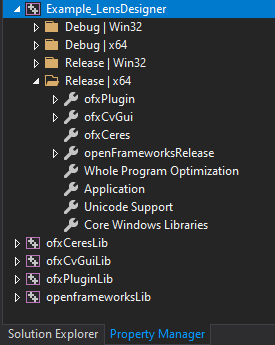 Example_LensDesigner
Debug | Win32
Debug | x64
Release | Win32
Release | x64
ofxPlugin
ofxCvGui
ofxCeres
openFrameworksRelease
Whole Program Optimization
Application
Unicode Support
Core Windows Libraries
ofxCeresLib
ofxCvGuiLib
ofxPluginLib
openframeworksLib
Solution Explorer Property Manager